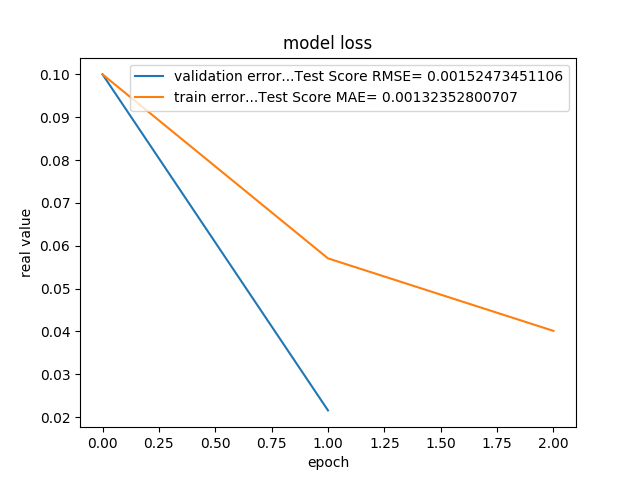 model loss
validation error...Test Score RMSE= 0.00152473451106
train error...Test Score MAE= 0.00132352800707
0.10
0.09
0.08
0.07
0.06
0.05
0.04
0.03
0.02
real value
0.00 0.25 0.50 0.75 1.00 1.25 1.50 1.75 2.00
epoch